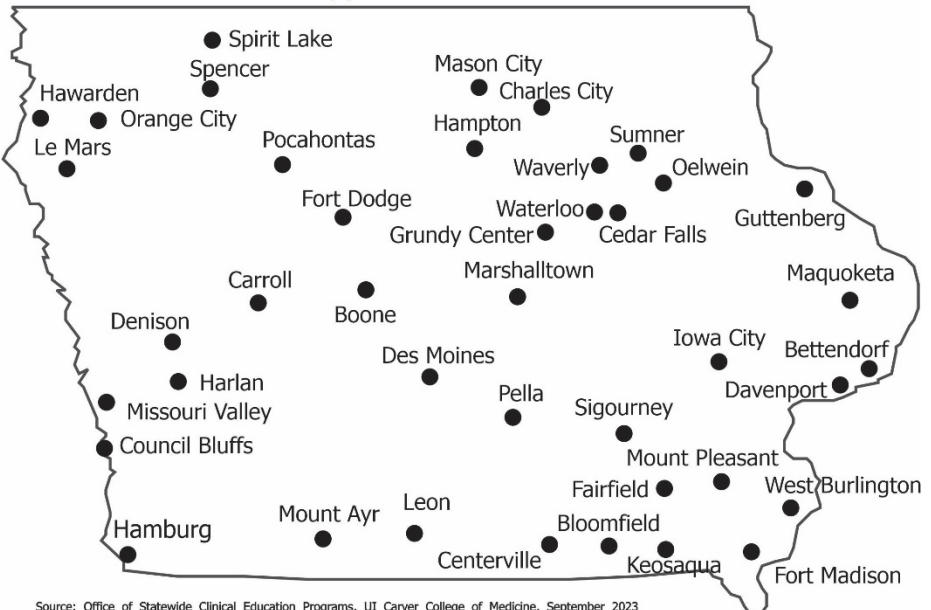 Spirit Lake
Spencer
Mason City
Charles City
Hawarden
Orange City
Hampton
Sumner
Pocahontas
Le Mars
Waverly
Oelwein
Fort Dodge
Waterloo
Guttenberg
Grundy Center
Cedar Falls
Carroll
Marshalltown
Maquoketa
Boone
Denison
Iowa City
Bettendorf
Des Moines
Harlan
Davenport
Pella
Missouri Valley
Sigourney
Council Bluffs
Mount Pleasant
Fairfield
West Burlington
Leon
Mount Ayr
Bloomfield
Hamburg
Centerville
Keosaqua
Fort Madison
Source: Office of Statewide Clinical Education Programs, UI Carver College of Medicine, September 2023